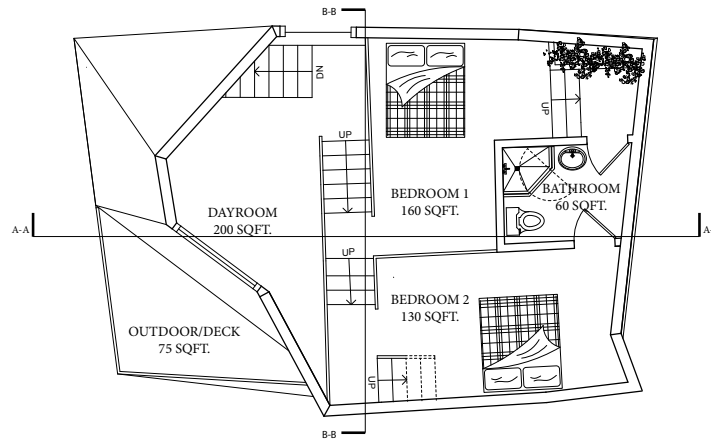 B-B
DN
UP
UP
BEDROOM 1
160 SQFT.
BATHROOM
60 SQFT.
DAYROOM
200 SQFT.
A-A
A-
UP
BEDROOM 2
130 SQFT.
OUTDOOR/DECK
75 SQFT.
UP
B-B